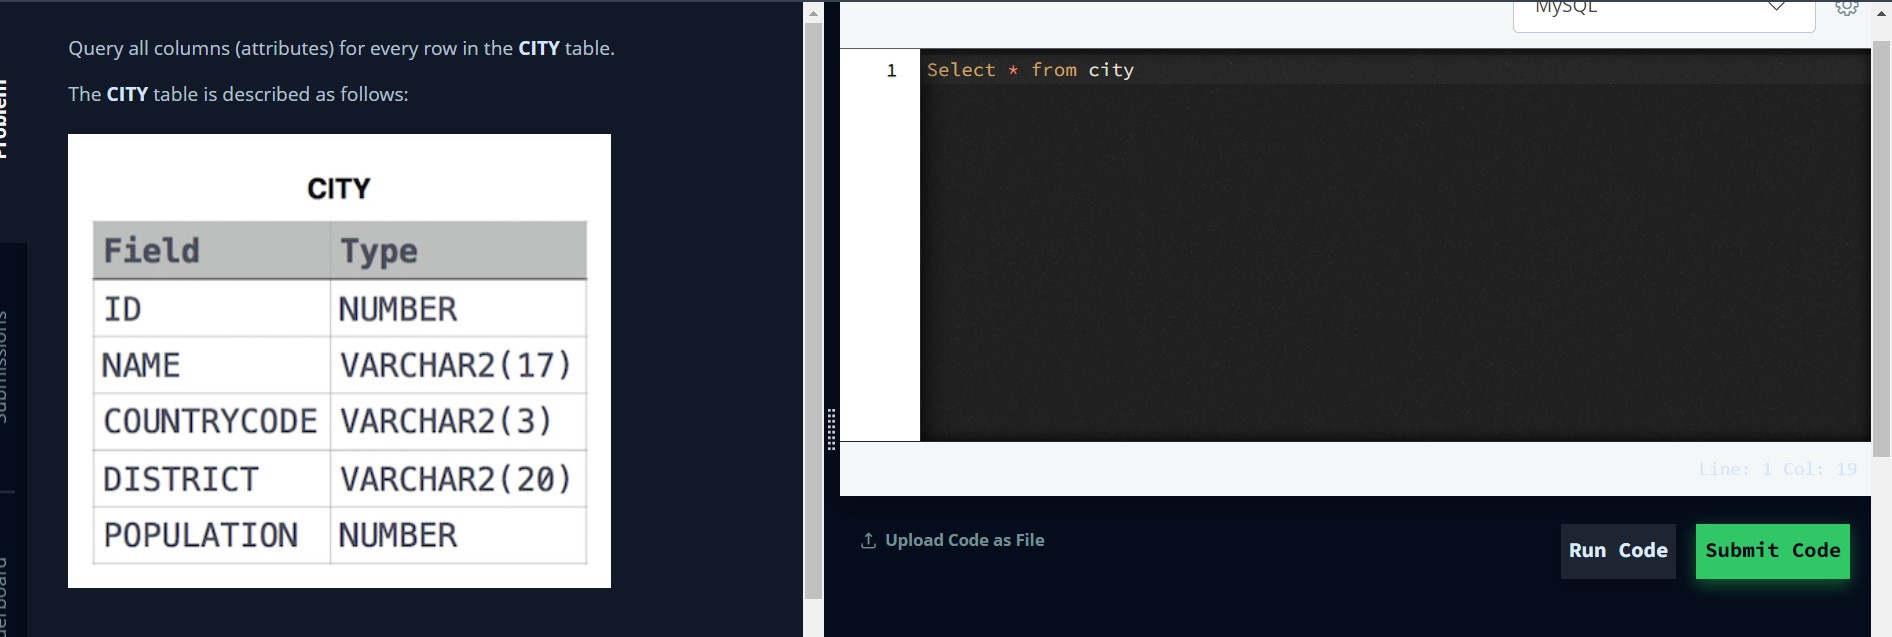 Query all columns (attributes) for every row in the CITY table.
The CITY table is described as follows:
CITY
Field Type
ID NUMBER
NAME VARCHAR2(17)
COUNTRYCODE VARCHAR2(3)
DISTRICT VARCHAR2(20)
POPULATION NUMBER
Problem
Submissions
MySQL
1 Select * from city
Line: 1 Col: 19
Upload Code as File
Run Code
Submit Code